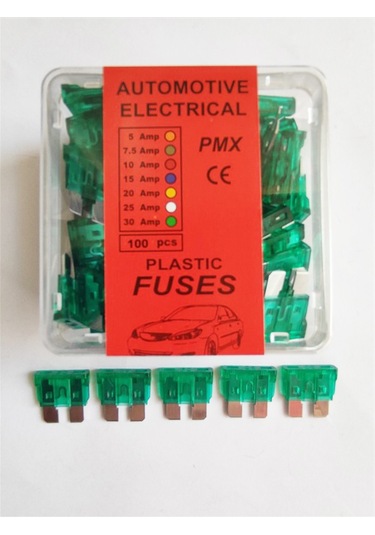 AUTOMOTIVE
ELECTRICAL
5 Amp
7.5 Amp
10 Amp
15 Amp
20 Amp
25 Amp
30 Amp
PMX
CE
100 pcs
PLASTIC
FUSES